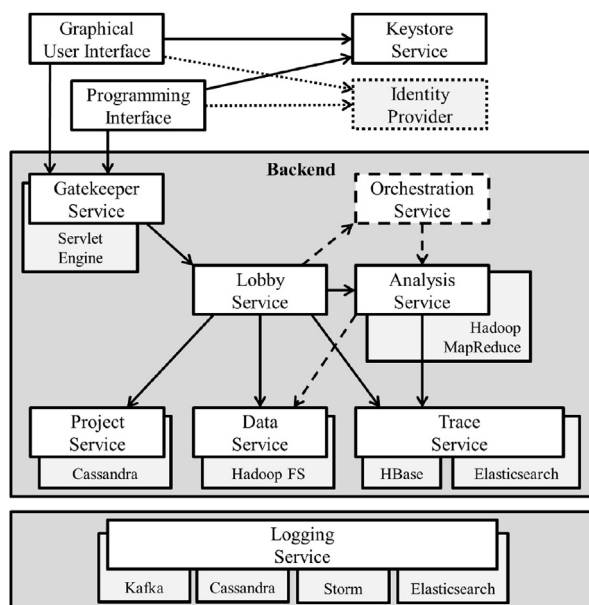 Graphical
User Interface
Keystore
Service
Programming
Interface
Identity
Provider
Backend
Gatekeeper
Service
Servlet
Engine
Orchestration
Service
Lobby
Service
Analysis
Service
Hadoop
MapReduce
Project
Service
Cassandra
Data
Service
Hadoop FS
Trace
Service
HBase
Elasticsearch
Logging
Service
Kafka
Cassandra
Storm
Elasticsearch